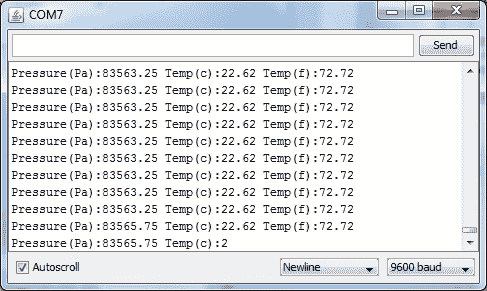 COM7
Send
Pressure(Pa):83563.25 Temp(c):22.62 Temp(f):72.72
Pressure(Pa):83563.25 Temp(c):22.62 Temp(f):72.72
Pressure(Pa):83563.25 Temp(c):22.62 Temp(f):72.72
Pressure(Pa):83563.25 Temp(c):22.62 Temp(f):72.72
Pressure(Pa):83563.25 Temp(c):22.62 Temp(f):72.72
Pressure(Pa):83563.25 Temp(c):22.62 Temp(f):72.72
Pressure(Pa):83563.25 Temp(c):22.62 Temp(f):72.72
Pressure(Pa):83563.25 Temp(c):22.62 Temp(f):72.72
Pressure(Pa):83563.25 Temp(c):22.62 Temp(f):72.72
Pressure(Pa):83565.75 Temp(c):22.62 Temp(f):72.72
Pressure(Pa):83565.75 Temp(c):2
Autoscroll Newline 9600 baud